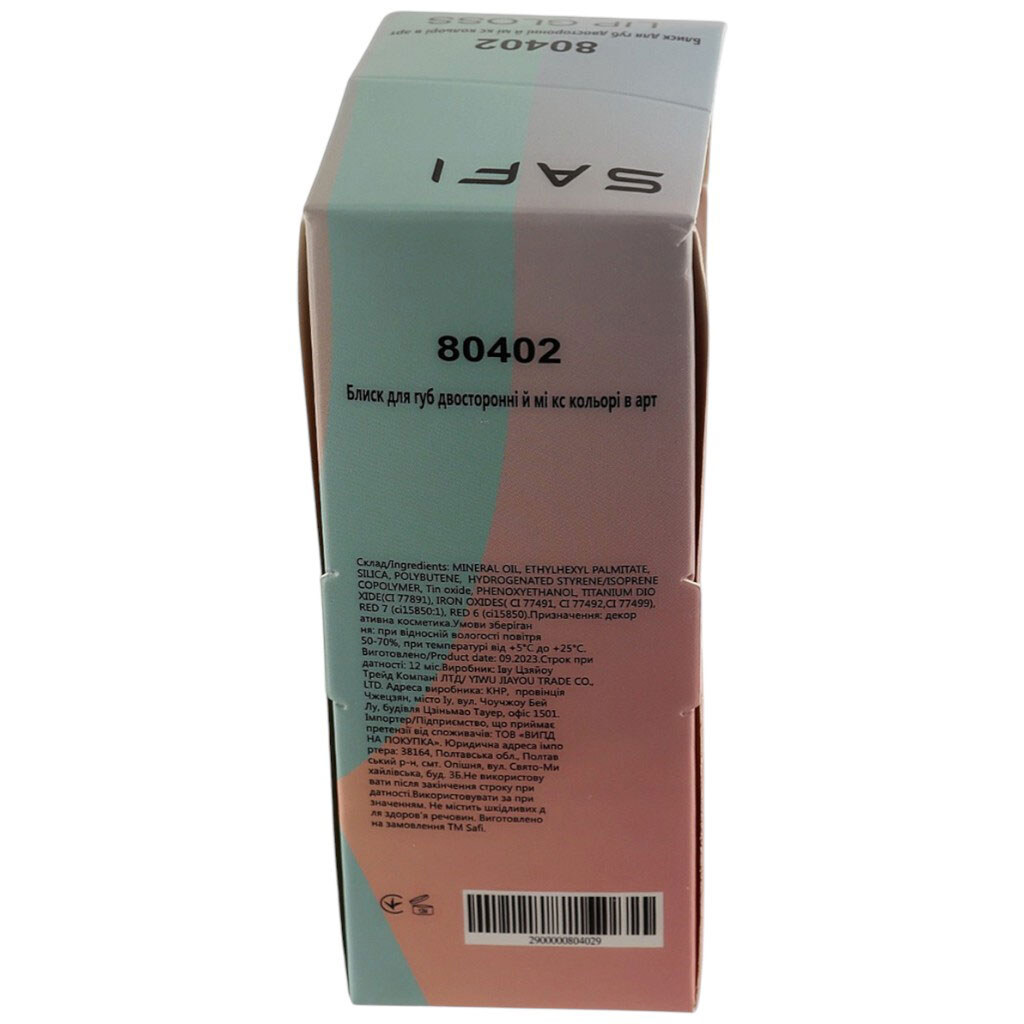 LIP GLOSS
Блиск для губ двосторонні й мі кс кольорі в арт
80402
SAFI
80402
Блиск для губ двосторонні й мі кс кольорі в арт
Склад/Ingredients: MINERAL OIL, ETHYLHEXYL PALMITATE,
SILICA, POLYBUTENE, HYDROGENATED STYRENE/ISOPRENE
COPOLYMER, Tin oxide, PHENOXYETHANOL, TITANIUM DIO
XIDE(CI 77891), IRON OXIDES( CI 77491, CI 77492,CI 77499),
RED 7 (ci15850:1), RED 6 (ci15850).Призначення: декор
ативна косметика.Умови зберіган
ня: при відносній вологості повітря
50-70%, при температурі від +5°C до +25°C.
Виготовлено/Product date: 09.2023.Строк при
датності: 12 міс.Виробник: Іву Цзяйоу
Трейд Компані ЛТД/ YIWU JIAYOU TRADE CO.,
LTD. Адреса виробника: КНР, провінція
Чжецзян, місто Іу, вул. Чоучжоу Бей
Лу, будівля Цзіньмао Тауер, офіс 1501.
Імпортер/Підприємство, що приймає
претензії від споживачів: ТОВ «ВИГІД
НА ПОКУПКА». Юридична адреса імпо
ртера: 38164, Полтавська обл., Полтав
ський р-н, смт. Опішня, вул. Свято-Ми
хайлівська, буд. 3Б.Не використову
вати після закінчення строку при
датності.Використовувати за при
значенням. Не містить шкідливих д
ля здоров'я речовин. Виготовлено
на замовлення ТМ Safi.
2900000804029